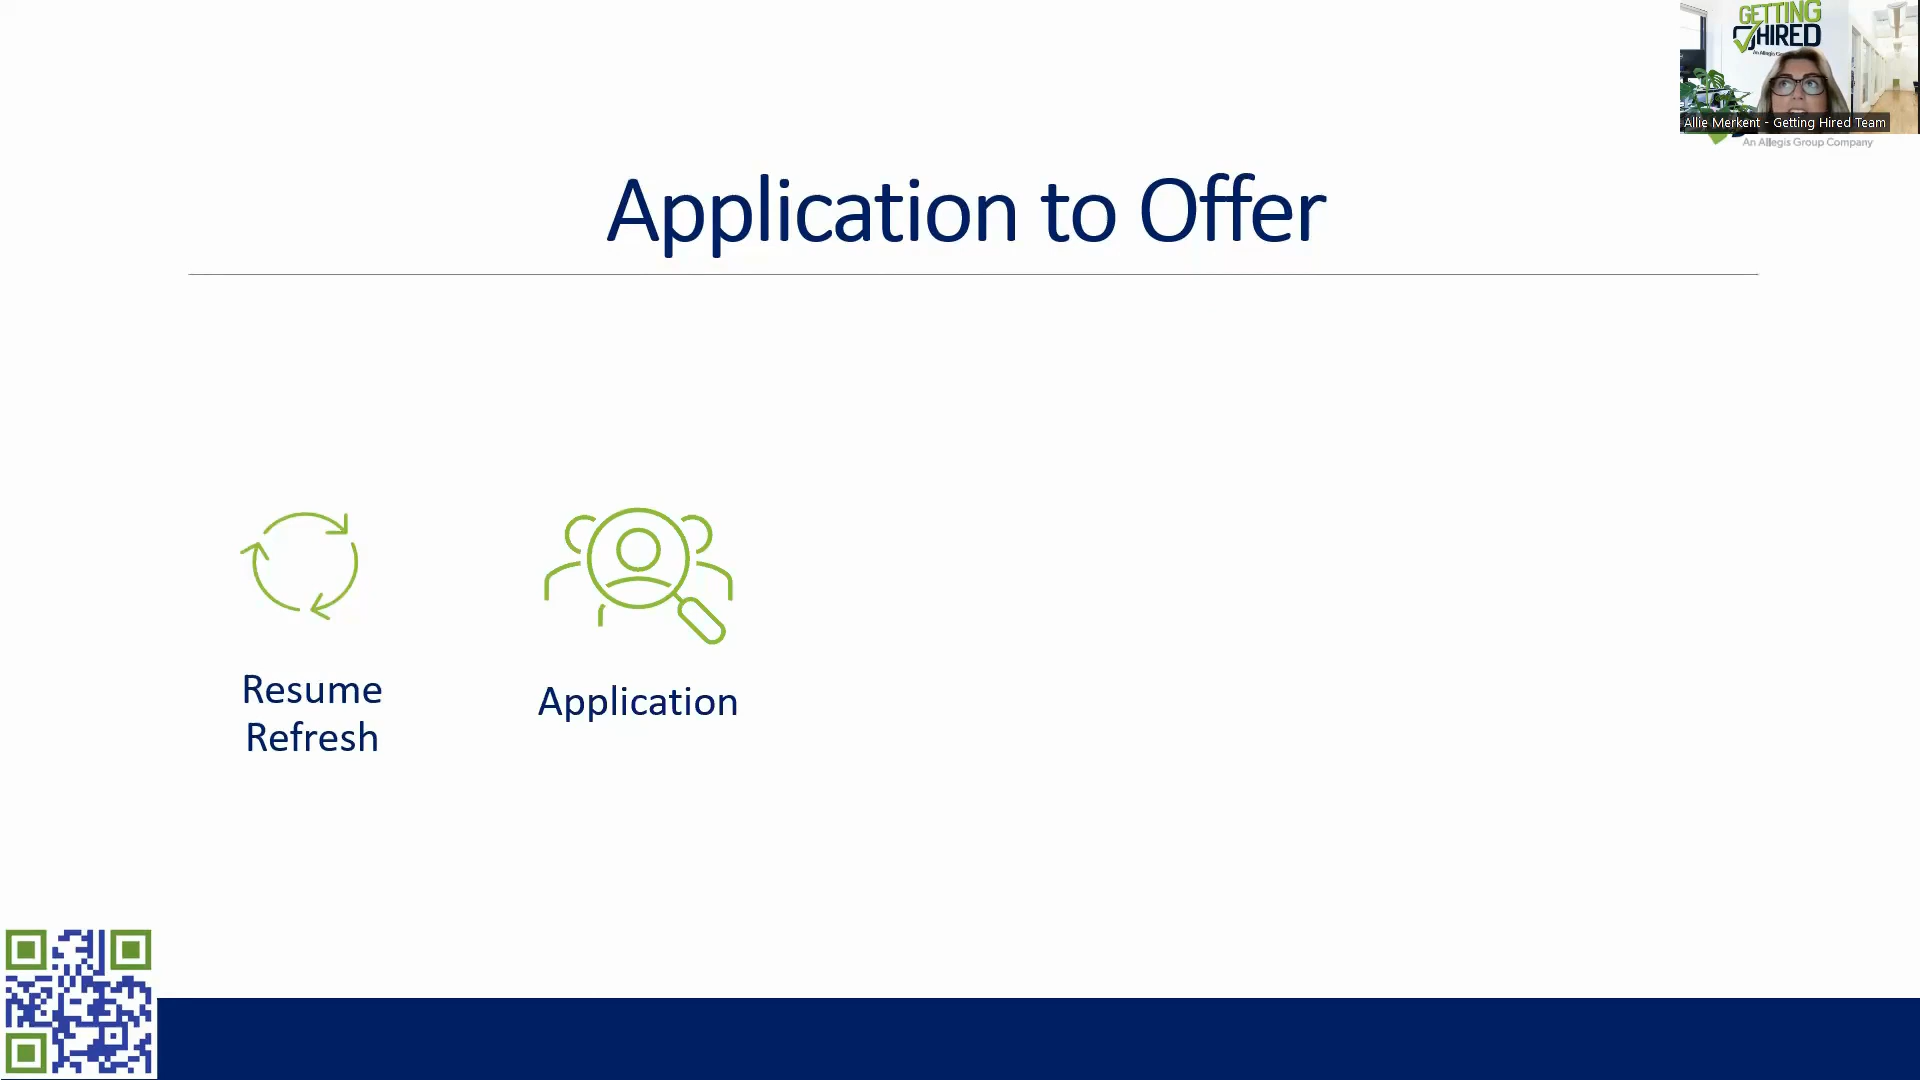 GETTING
HIRED
Allie Merkent - Getting Hired Team
An Allegis Group Company
Application to Offer
Resume
Refresh
Application